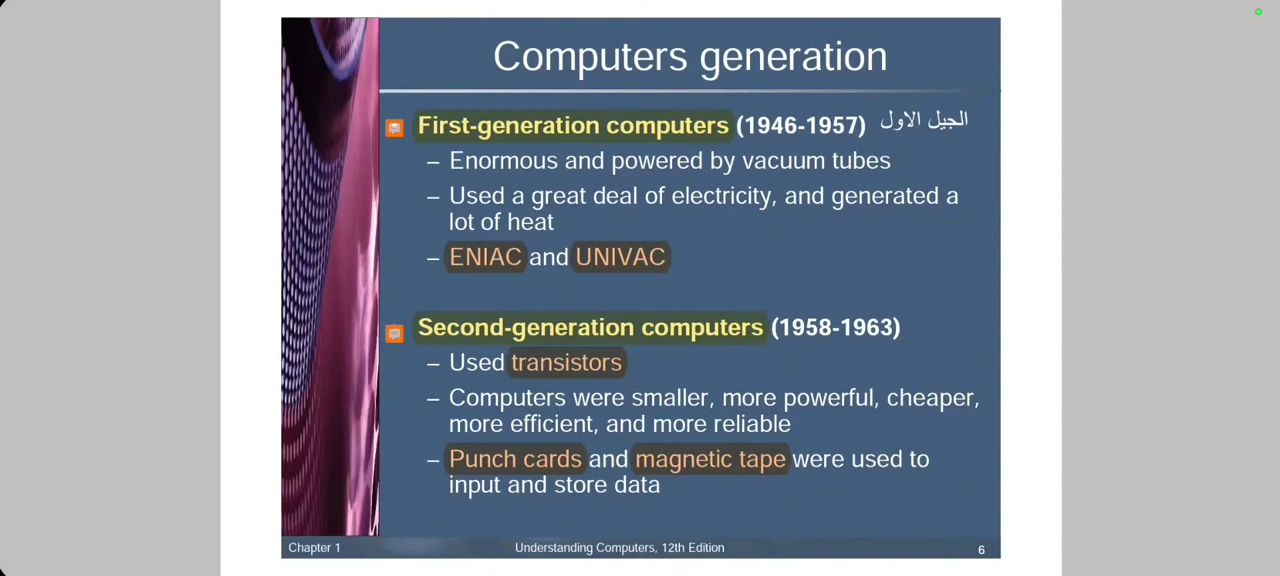 Computers generation
First-generation computers (1946-1957) الجيل الاول
– Enormous and powered by vacuum tubes
– Used a great deal of electricity, and generated a
lot of heat
– ENIAC and UNIVAC
Second-generation computers (1958-1963)
– Used transistors
– Computers were smaller, more powerful, cheaper,
more efficient, and more reliable
– Punch cards and magnetic tape were used to
input and store data
Chapter 1 Understanding Computers, 12th Edition 6